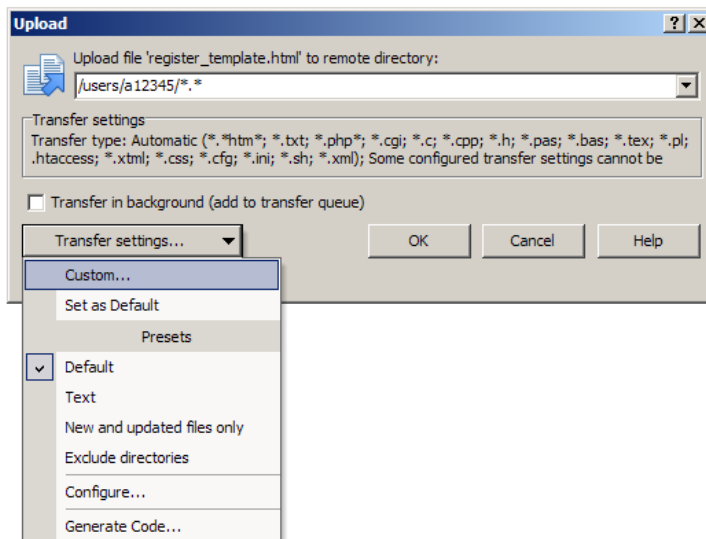 Upload
Upload file 'register_template.html' to remote directory:
/users/a12345/*.*
Transfer settings
Transfer type: Automatic (*.*htm*; *.txt; *.php*; *.cgi; *.c; *.cpp; *.h; *.pas; *.bas; *.tex; *.pl;
.htaccess; *.xtml; *.css; *.cfg; *.ini; *.sh; *.xml); Some configured transfer settings cannot be
Transfer in background (add to transfer queue)
Transfer settings...
OK
Cancel
Help
Custom...
Set as Default
Presets
Default
Text
New and updated files only
Exclude directories
Configure...
Generate Code...